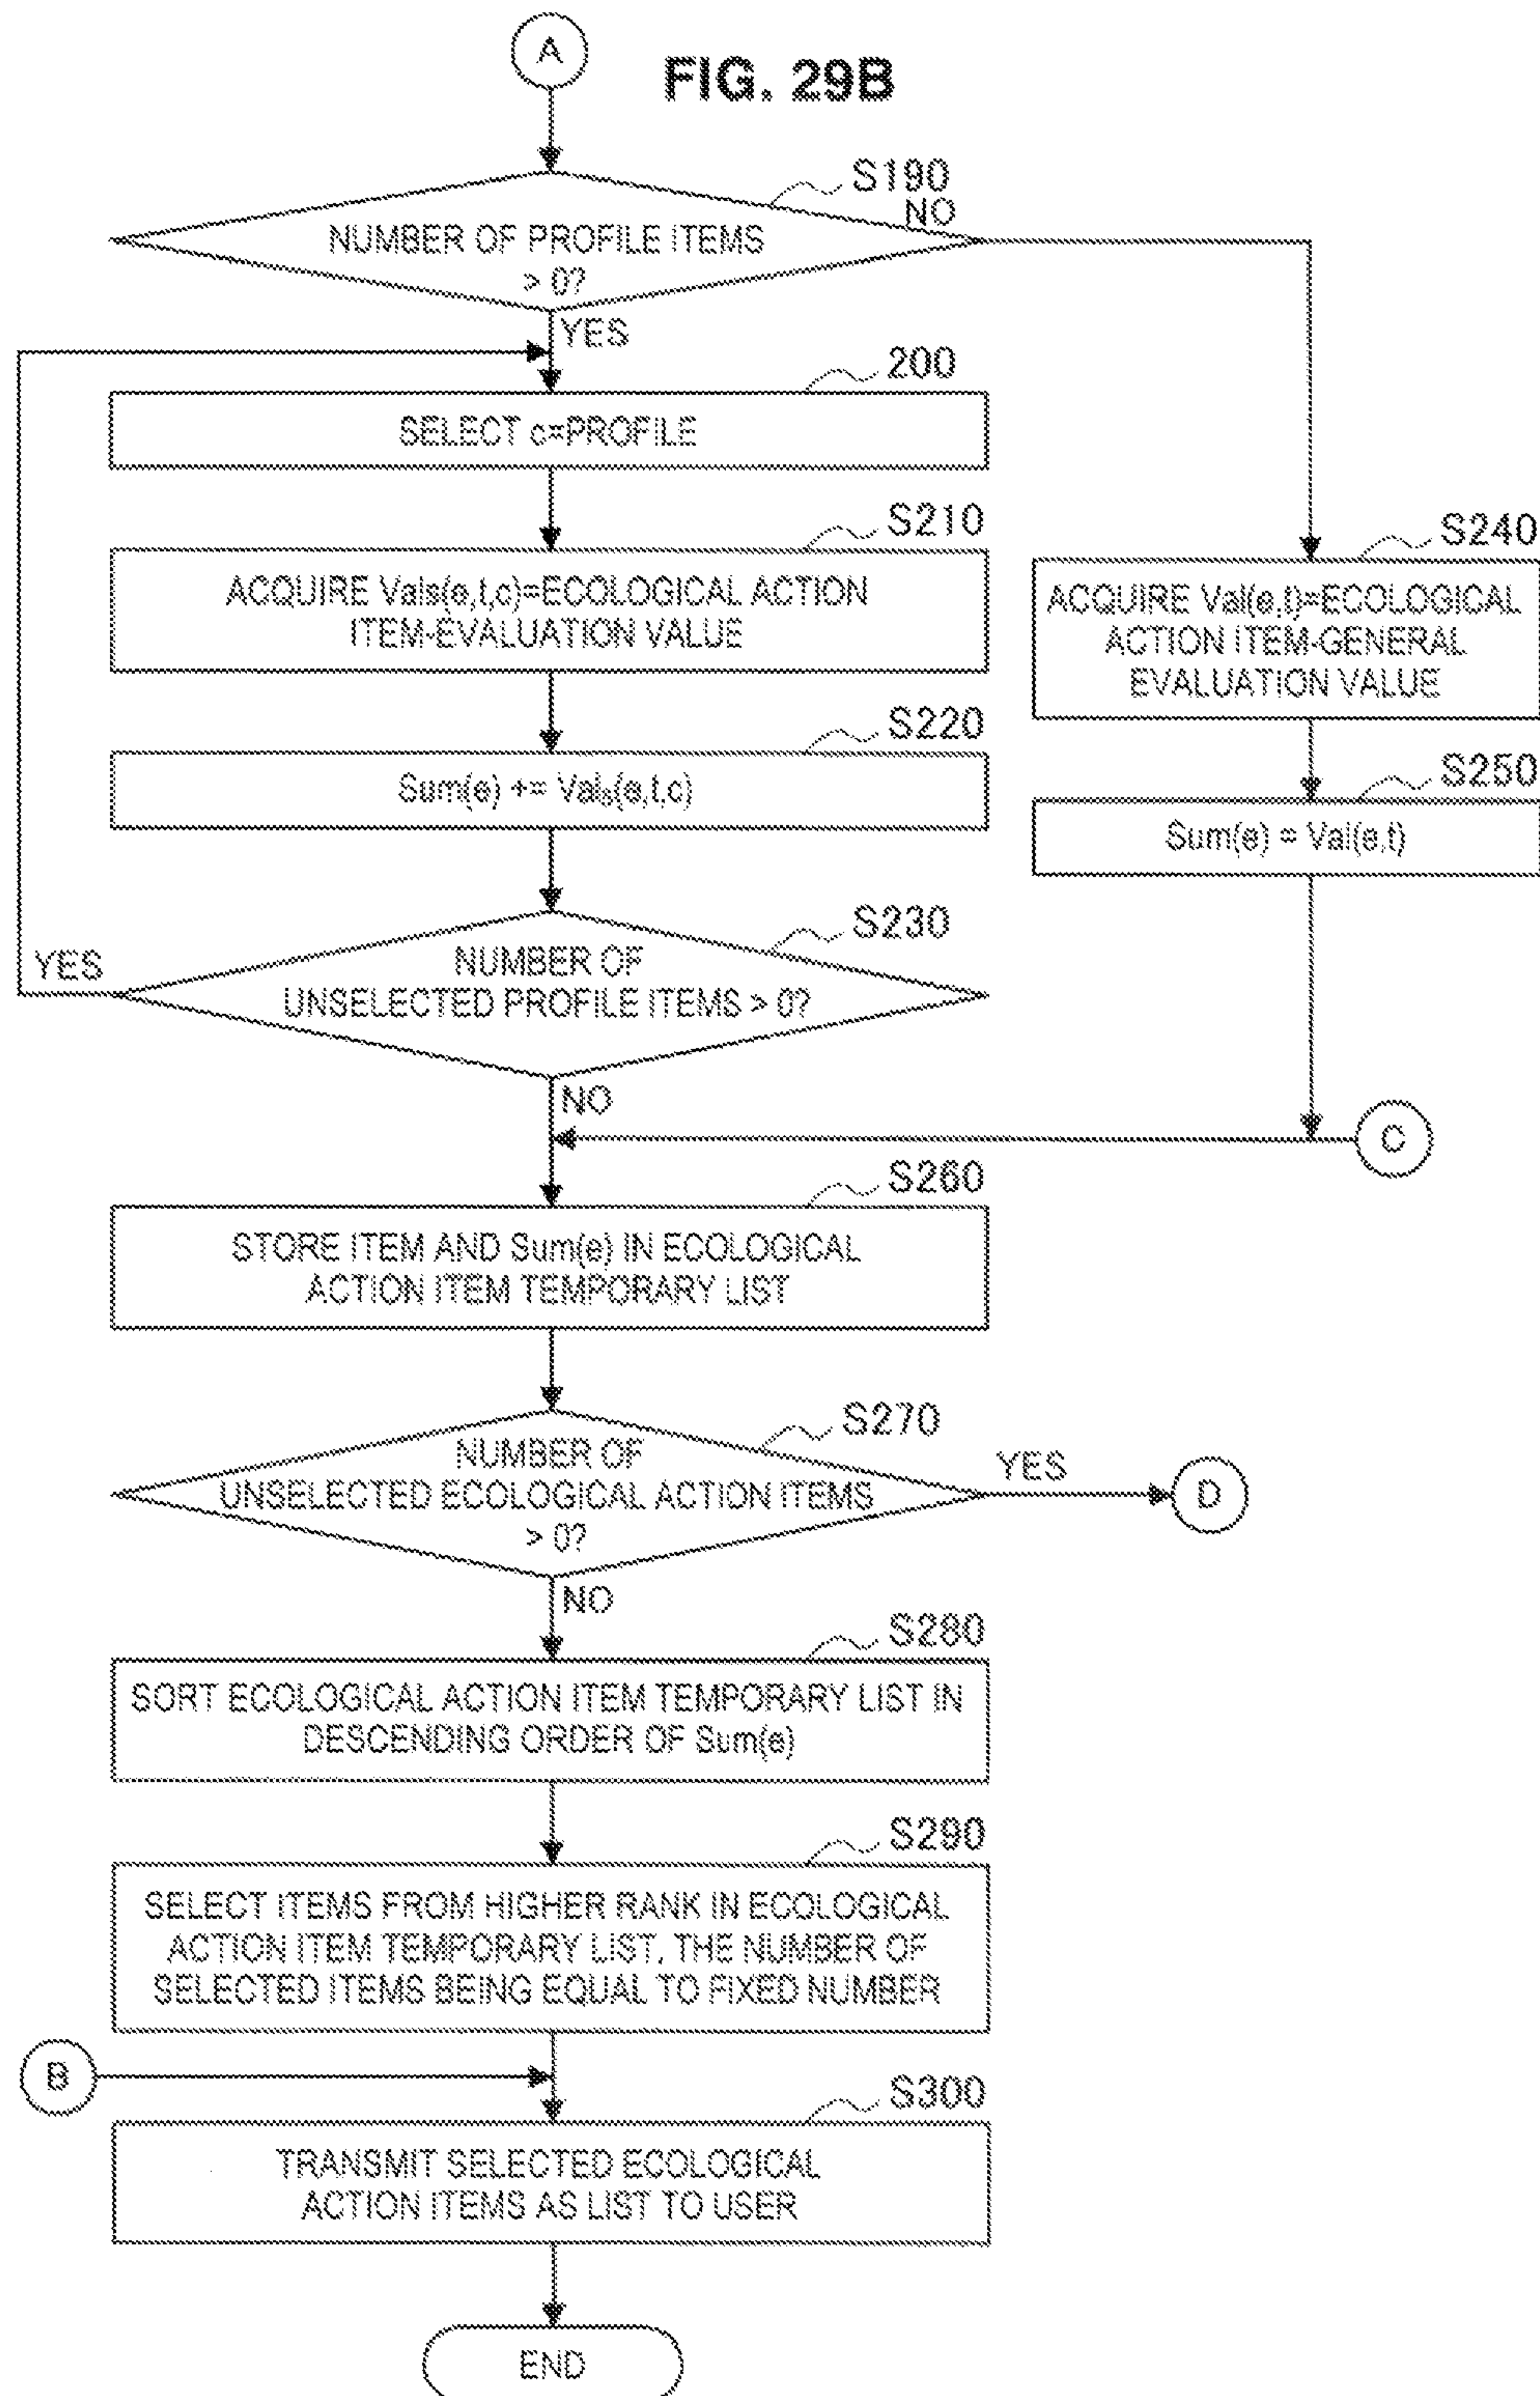 A
FIG. 29B
S190
NO
NUMBER OF PROFILE ITEMS
> 0?
YES
200
SELECT c=PROFILE
S210
ACQUIRE Vals(e,t,c)=ECOLOGICAL ACTION
ITEM-EVALUATION VALUE
S240
ACQUIRE Val(e,t)=ECOLOGICAL
ACTION ITEM-GENERAL
EVALUATION VALUE
S220
Sum(e) += Vals(e,t,c)
S250
Sum(e) = Val(e,t)
S230
YES
NUMBER OF
UNSELECTED PROFILE ITEMS > 0?
NO
C
S260
STORE ITEM AND Sum(e) IN ECOLOGICAL
ACTION ITEM TEMPORARY LIST
S270
NUMBER OF
UNSELECTED ECOLOGICAL ACTION ITEMS
> 0?
YES
D
NO
S280
SORT ECOLOGICAL ACTION ITEM TEMPORARY LIST IN
DESCENDING ORDER OF Sum(e)
S290
SELECT ITEMS FROM HIGHER RANK IN ECOLOGICAL
ACTION ITEM TEMPORARY LIST, THE NUMBER OF
SELECTED ITEMS BEING EQUAL TO FIXED NUMBER
B
S300
TRANSMIT SELECTED ECOLOGICAL
ACTION ITEMS AS LIST TO USER
END